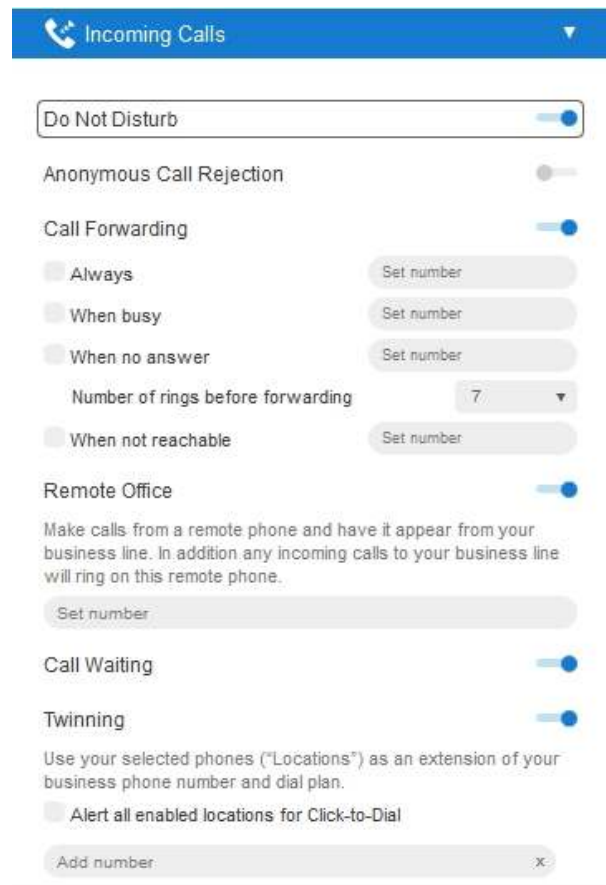 Incoming Calls
Do Not Disturb
Anonymous Call Rejection
Call Forwarding
Always Set number
When busy Set number
When no answer Set number
Number of rings before forwarding 7
When not reachable Set number
Remote Office
Make calls from a remote phone and have it appear from your
business line. In addition any incoming calls to your business line
will ring on this remote phone.
Set number
Call Waiting
Twinning
Use your selected phones (“Locations”) as an extension of your
business phone number and dial plan.
Alert all enabled locations for Click-to-Dial
Add number x